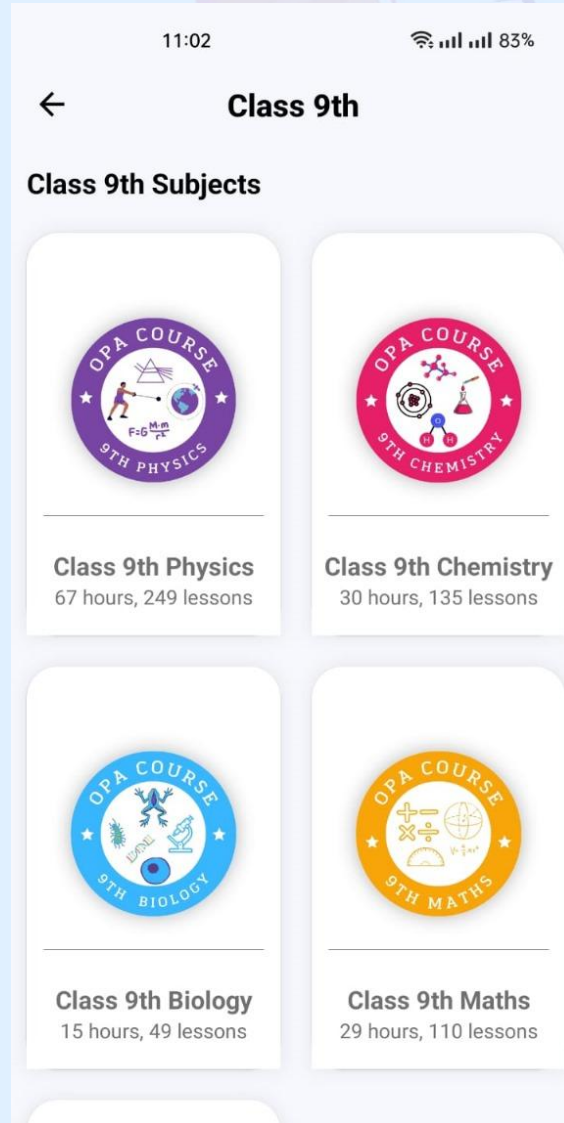 11:02 83%
Class 9th
Class 9th Subjects
OPA COURSE
F=G M·m
r²
9TH PHYSICS
OPA COURSE
O
H H
9TH CHEMISTRY
Class 9th Physics
67 hours, 249 lessons
Class 9th Chemistry
30 hours, 135 lessons
OPA COURSE
9TH BIOLOGY
OPA COURSE
9TH MATHS
Class 9th Biology
15 hours, 49 lessons
Class 9th Maths
29 hours, 110 lessons